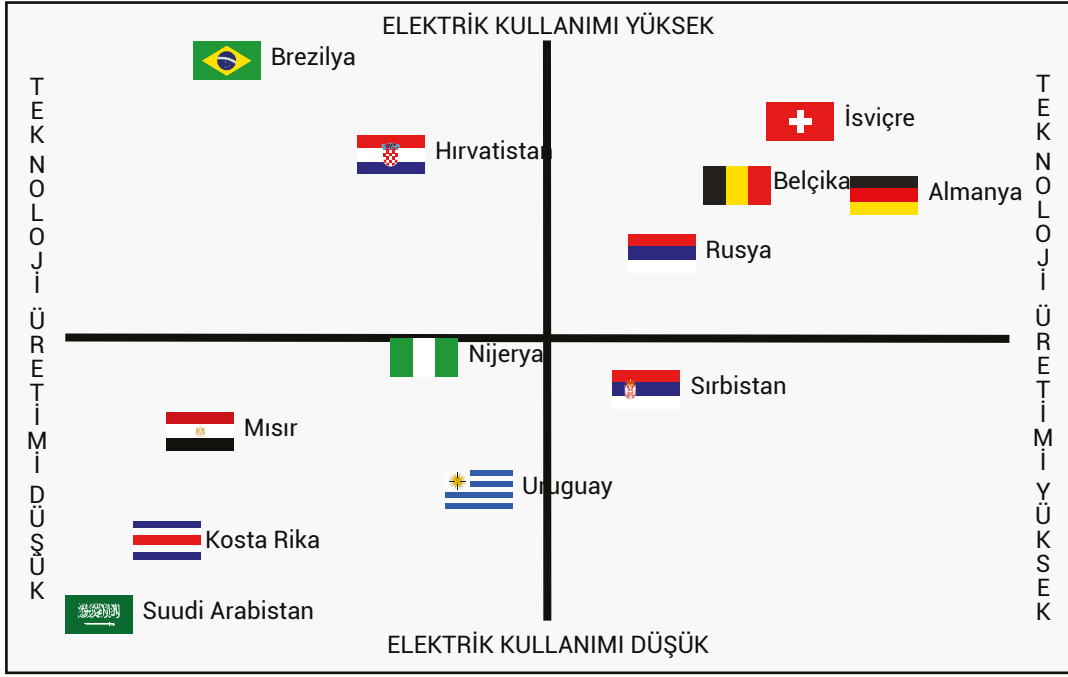 ELEKTRİK KULLANIMI YÜKSEK
TEKNOLOJİ ÜRETİMİ DÜŞÜK
TEKNOLOJİ ÜRETİMİ YÜKSEK
Brezilya
İsviçre
Hırvatistan
Belçika
Almanya
Rusya
Nijerya
Sırbistan
Mısır
Uruguay
Kosta Rika
Suudi Arabistan
ELEKTRİK KULLANIMI DÜŞÜK